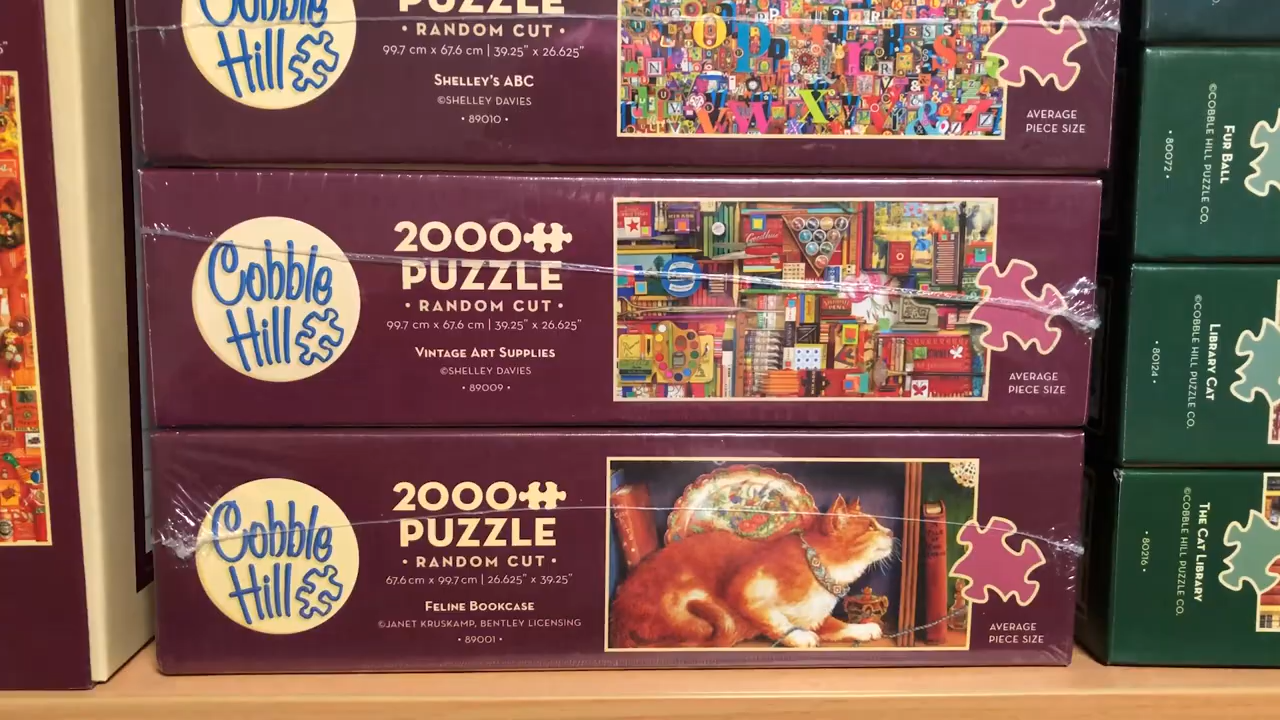 Cobble
Hill
PUZZLE
• RANDOM CUT •
99.7 cm x 67.6 cm | 39.25" x 26.625"
SHELLEY'S ABC
©SHELLEY DAVIES
• 89010 •
AVERAGE
PIECE SIZE
Cobble
Hill
2000
PUZZLE
• RANDOM CUT •
99.7 cm x 67.6 cm | 39.25" x 26.625"
VINTAGE ART SUPPLIES
©SHELLEY DAVIES
• 89009 •
AVERAGE
PIECE SIZE
Cobble
Hill
2000
PUZZLE
• RANDOM CUT •
67.6 cm x 99.7 cm | 26.625" x 39.25"
FELINE BOOKCASE
©JANET KRUSKAMP, BENTLEY LICENSING
• 89001 •
AVERAGE
PIECE SIZE
FUR BALL
©COBBLE HILL PUZZLE CO.
• 80072 •
LIBRARY CAT
©COBBLE HILL PUZZLE CO.
• 80124 •
THE CAT LIBRARY
©COBBLE HILL PUZZLE CO.
• 80216 •